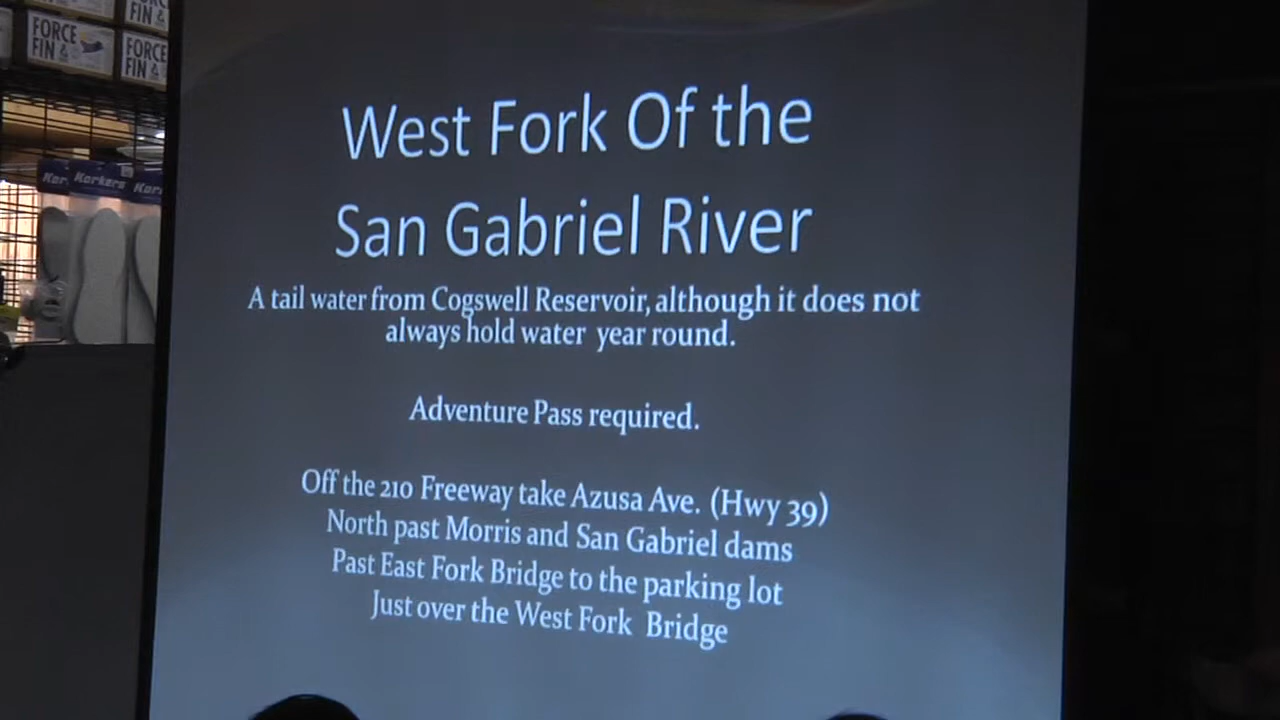 FIN &
FORCE
FIN &
FORCE
FIN &
Kor
Korkers
Kor
West Fork Of the
San Gabriel River
A tail water from Cogswell Reservoir, although it does not
always hold water year round.
Adventure Pass required.
Off the 210 Freeway take Azusa Ave. (Hwy 39)
North past Morris and San Gabriel dams
Past East Fork Bridge to the parking lot
Just over the West Fork Bridge